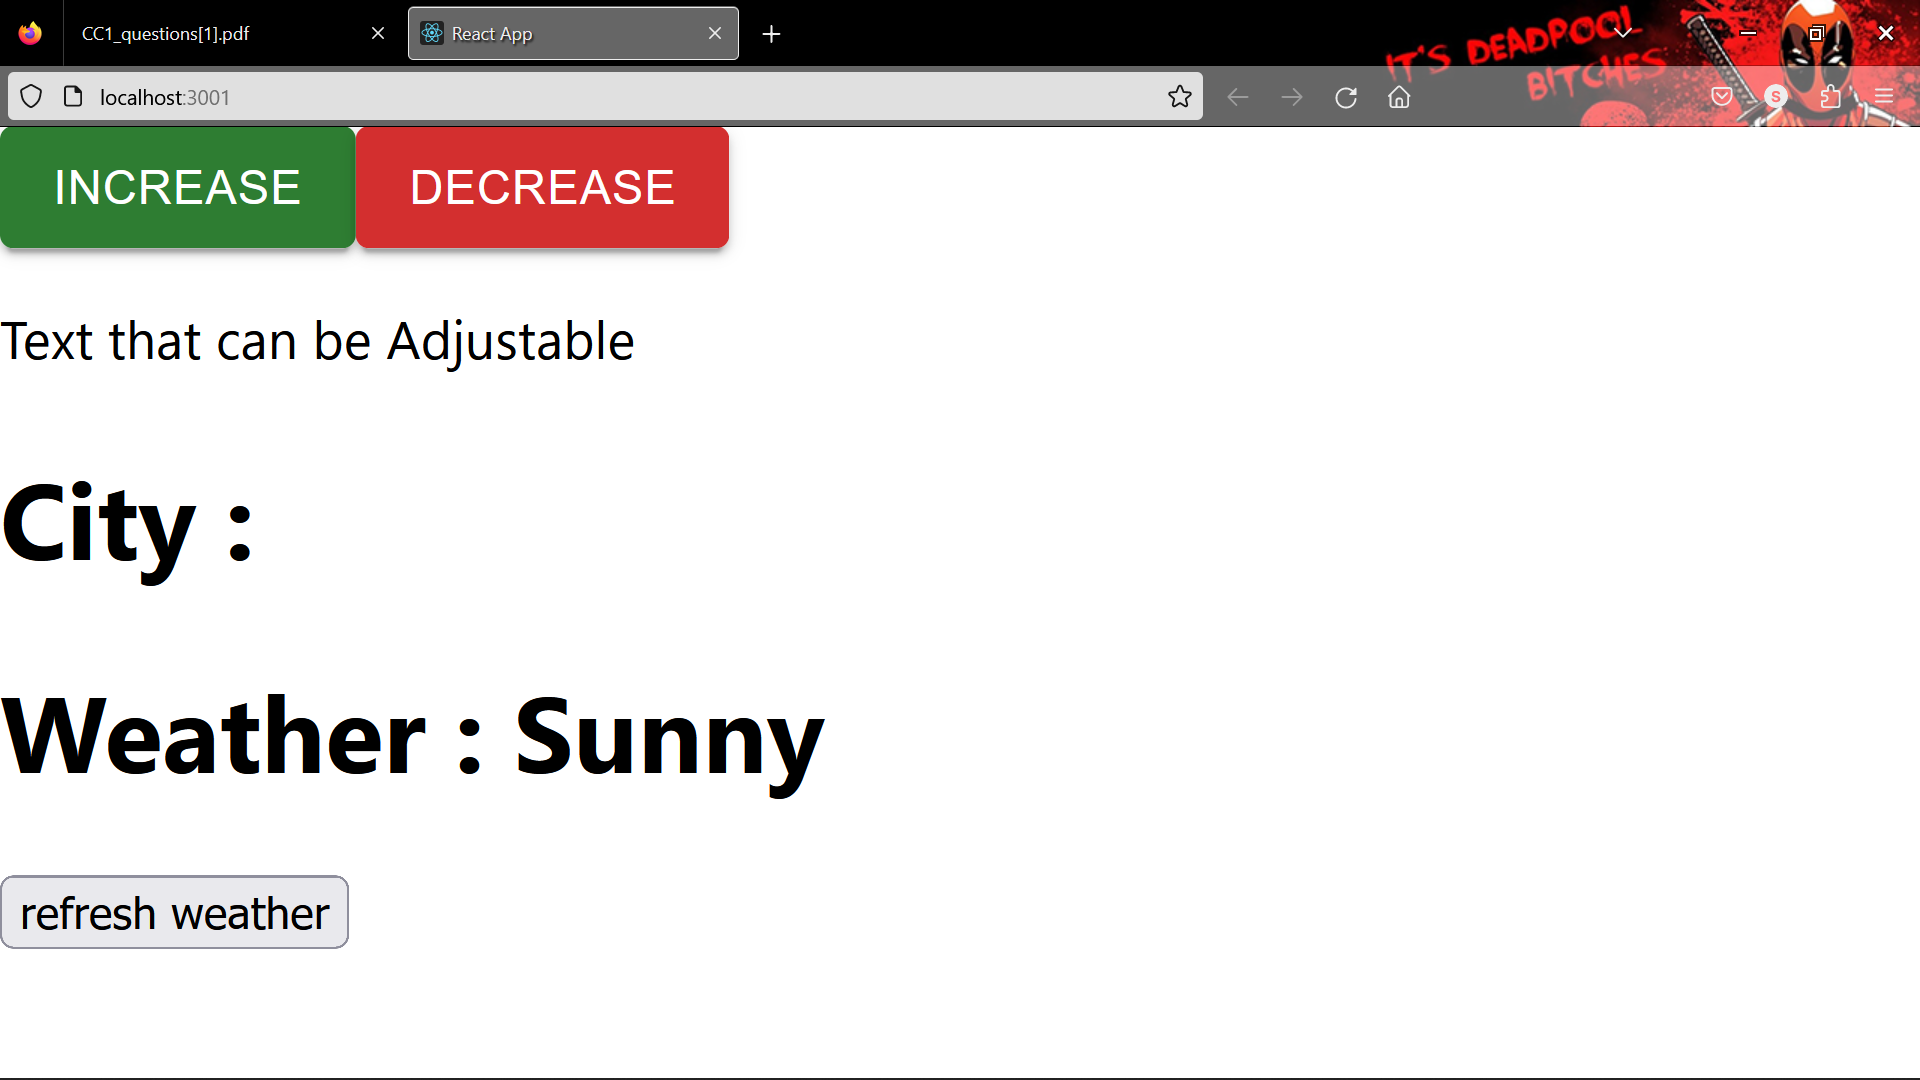 CC1_questions[1].pdf
React App
IT'S DEADPOOL
BITCHES
localhost:3001
S
INCREASE DECREASE
Text that can be Adjustable
City :
Weather : Sunny
refresh weather